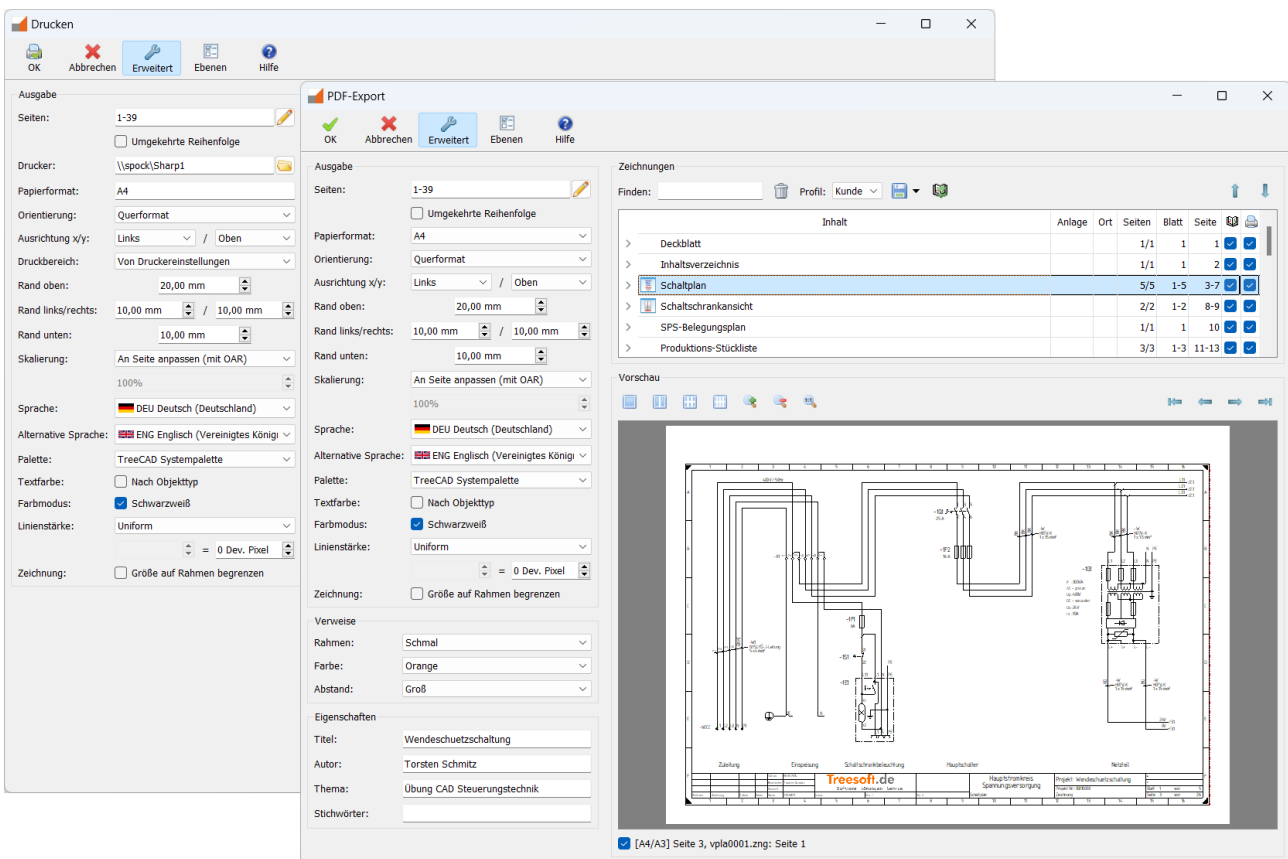 Drucken
OK Abbrechen Erweitert Ebenen Hilfe
Ausgabe
Seiten: 1-39
Umgekehrte Reihenfolge
Drucker: \\spock\Sharp1
Papierformat: A4
Orientierung: Querformat
Ausrichtung x/y: Links / Oben
Druckbereich: Von Druckereinstellungen
Rand oben: 20,00 mm
Rand links/rechts: 10,00 mm / 10,00 mm
Rand unten: 10,00 mm
Skalierung: An Seite anpassen (mit OAR)
100%
Sprache: DEU Deutsch (Deutschland)
Alternative Sprache: ENG Englisch (Vereinigtes Königr
Palette: TreeCAD Systempalette
Textfarbe: Nach Objekttyp
Farbmodus: Schwarzweiß
Linienstärke: Uniform
= 0 Dev. Pixel
Zeichnung: Größe auf Rahmen begrenzen
PDF-Export
OK Abbrechen Erweitert Ebenen Hilfe
Ausgabe
Seiten: 1-39
Umgekehrte Reihenfolge
Papierformat: A4
Orientierung: Querformat
Ausrichtung x/y: Links / Oben
Rand oben: 20,00 mm
Rand links/rechts: 10,00 mm / 10,00 mm
Rand unten: 10,00 mm
Skalierung: An Seite anpassen (mit OAR)
100%
Sprache: DEU Deutsch (Deutschland)
Alternative Sprache: ENG Englisch (Vereinigtes Königr
Palette: TreeCAD Systempalette
Textfarbe: Nach Objekttyp
Farbmodus: Schwarzweiß
Linienstärke: Uniform
= 0 Dev. Pixel
Zeichnung: Größe auf Rahmen begrenzen
Verweise
Rahmen: Schmal
Farbe: Orange
Abstand: Groß
Eigenschaften
Titel: Wendeschuetzschaltung
Autor: Torsten Schmitz
Thema: Übung CAD Steuerungstechnik
Stichwörter:
Zeichnungen
Finden: Profil: Kunde
Inhalt Anlage Ort Seiten Blatt Seite
Deckblatt 1/1 1 1
Inhaltsverzeichnis 1/1 1 2
Schaltplan 5/5 1-5 3-7
Schaltschrankansicht 2/2 1-2 8-9
SPS-Belegungsplan 1/1 1 10
Produktions-Stückliste 3/3 1-3 11-13
Vorschau
400V / 50Hz
-1Q1
-1F2
-1F1
-1S1
-1E1
Zuleitung Einspeisung Schaltschrankbeleuchtung Hauptschalter Netzteil
Treesoft.de
Hauptstromkreis
Spannungsversorgung
Projekt: Wendeschuetzschaltung
[A4/A3] Seite 3, vpla0001.zng: Seite 1